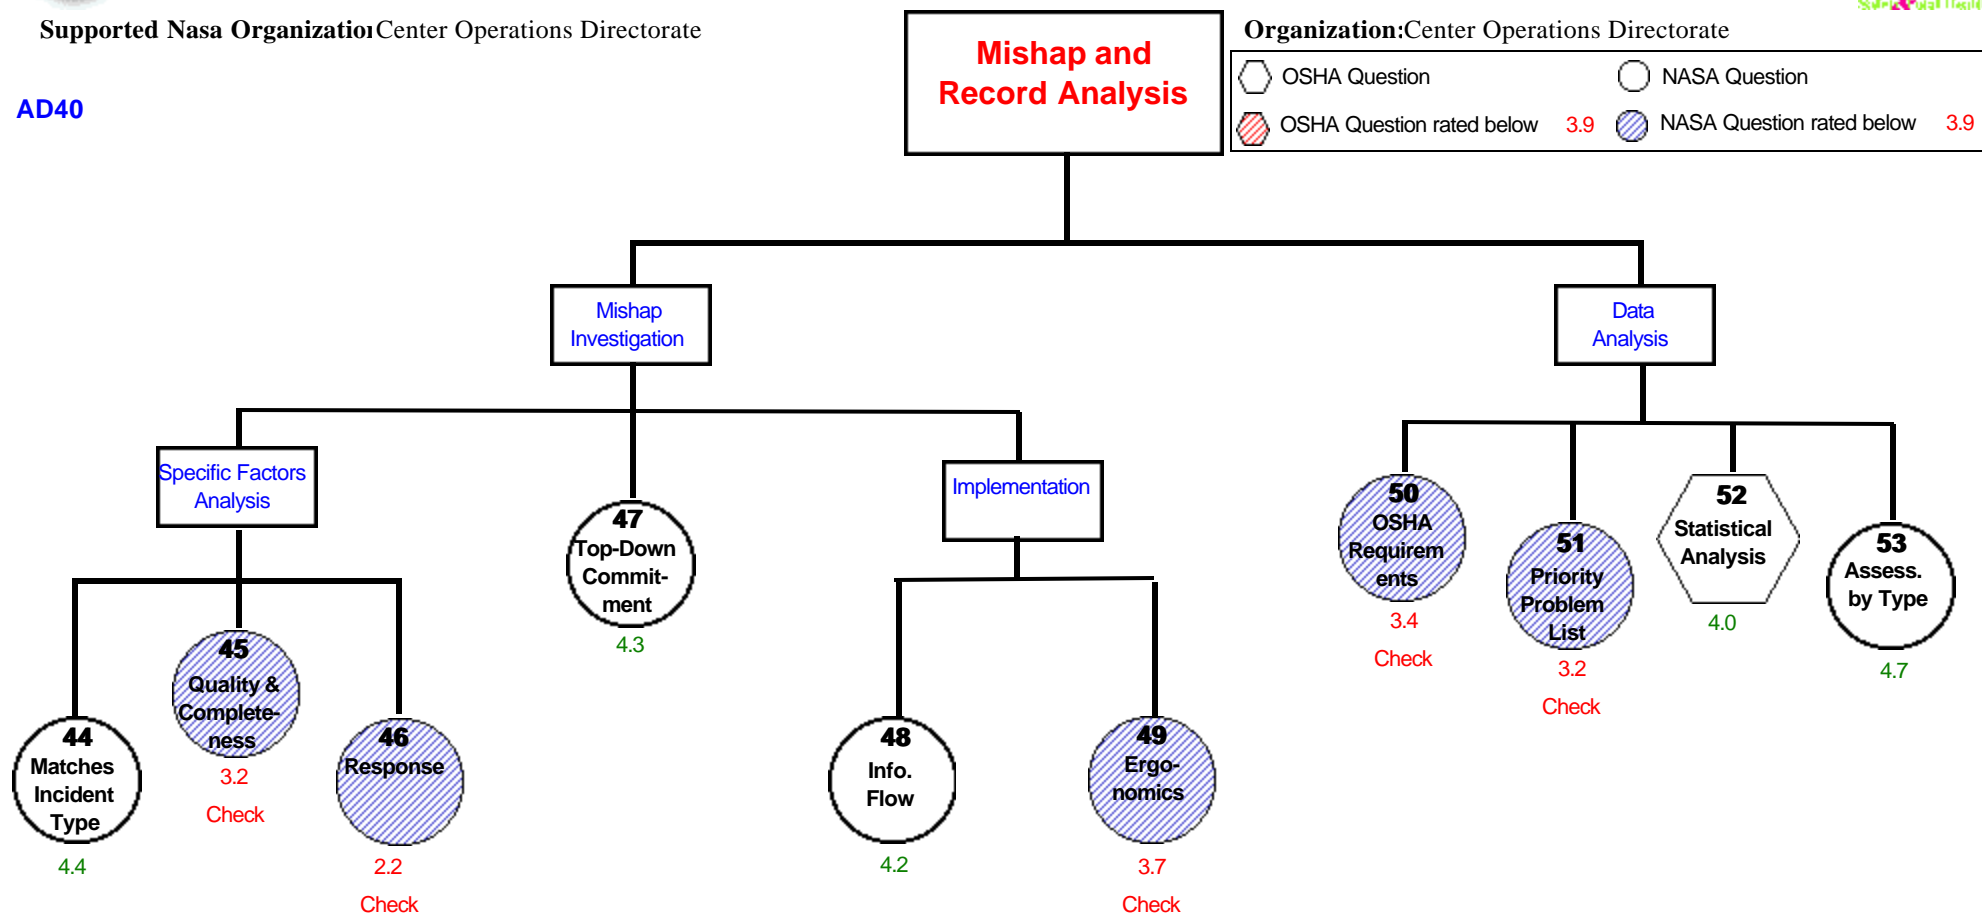 Supported Nasa Organization Center Operations Directorate
AD40
Mishap and
Record Analysis
Organization: Center Operations Directorate
OSHA Question
NASA Question
OSHA Question rated below 3.9
NASA Question rated below 3.9
Mishap
Investigation
Data
Analysis
Specific Factors
Analysis
Implementation
47
Top-Down
Commit-
ment
4.3
50
OSHA
Requirem
ents
3.4
Check
51
Priority
Problem
List
3.2
Check
52
Statistical
Analysis
4.0
53
Assess.
by Type
4.7
44
Matches
Incident
Type
4.4
45
Quality &
Complete-
ness
3.2
Check
46
Response
2.2
Check
48
Info.
Flow
4.2
49
Ergo-
nomics
3.7
Check